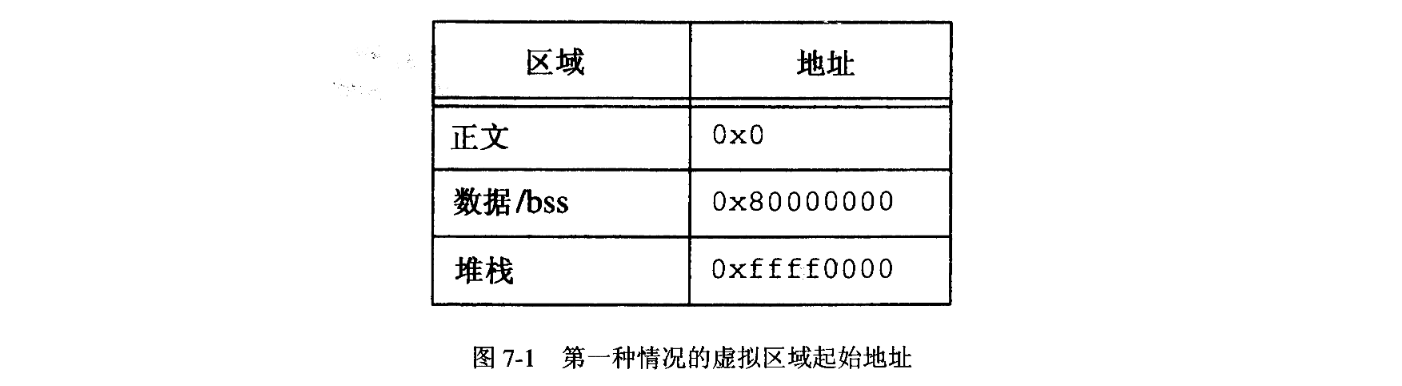 区域 地址
正文 0x0
数据/bss 0x80000000
堆栈 0xffff0000
图 7-1 第一种情况的虚拟区域起始地址